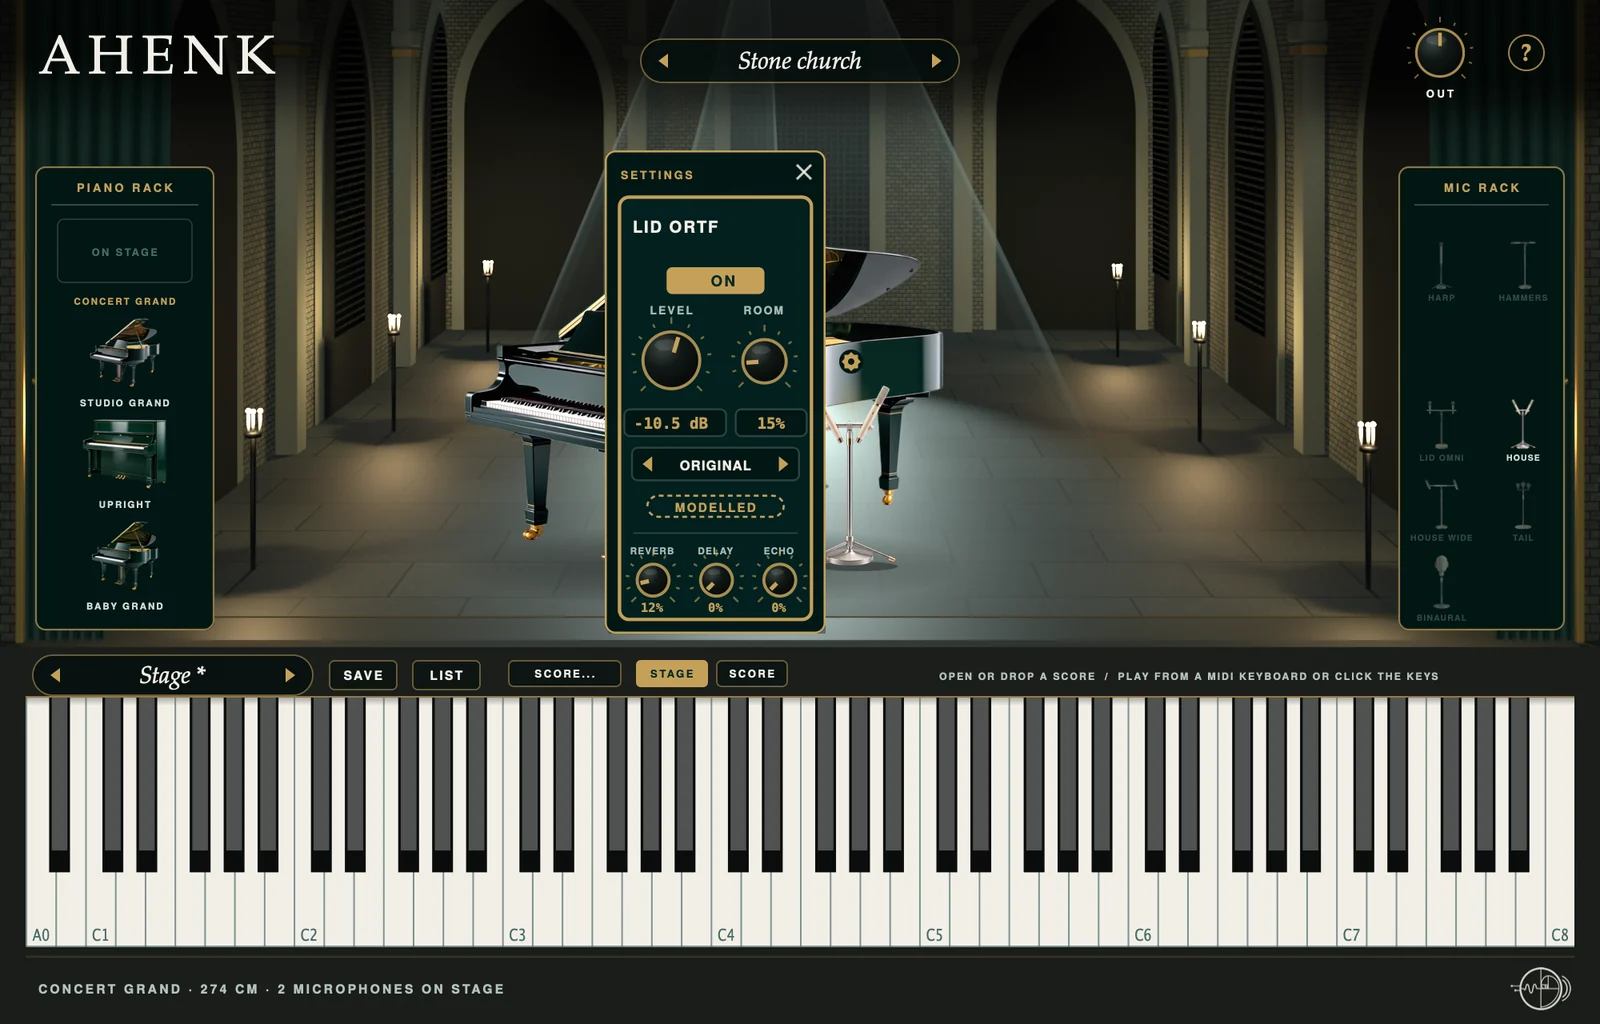 AHENK
Stone church
?
OUT
PIANO RACK
ON STAGE
CONCERT GRAND
STUDIO GRAND
UPRIGHT
BABY GRAND
SETTINGS
LID ORTF
ON
LEVEL ROOM
-10.5 dB 15%
ORIGINAL
MODELLED
REVERB DELAY ECHO
12% 0% 0%
MIC RACK
HARP HAMMERS
LID OMNI HOUSE
HOUSE WIDE TAIL
BINAURAL
Stage * SAVE LIST SCORE... STAGE SCORE OPEN OR DROP A SCORE / PLAY FROM A MIDI KEYBOARD OR CLICK THE KEYS
A0 C1 C2 C3 C4 C5 C6 C7 C8
CONCERT GRAND · 274 CM · 2 MICROPHONES ON STAGE